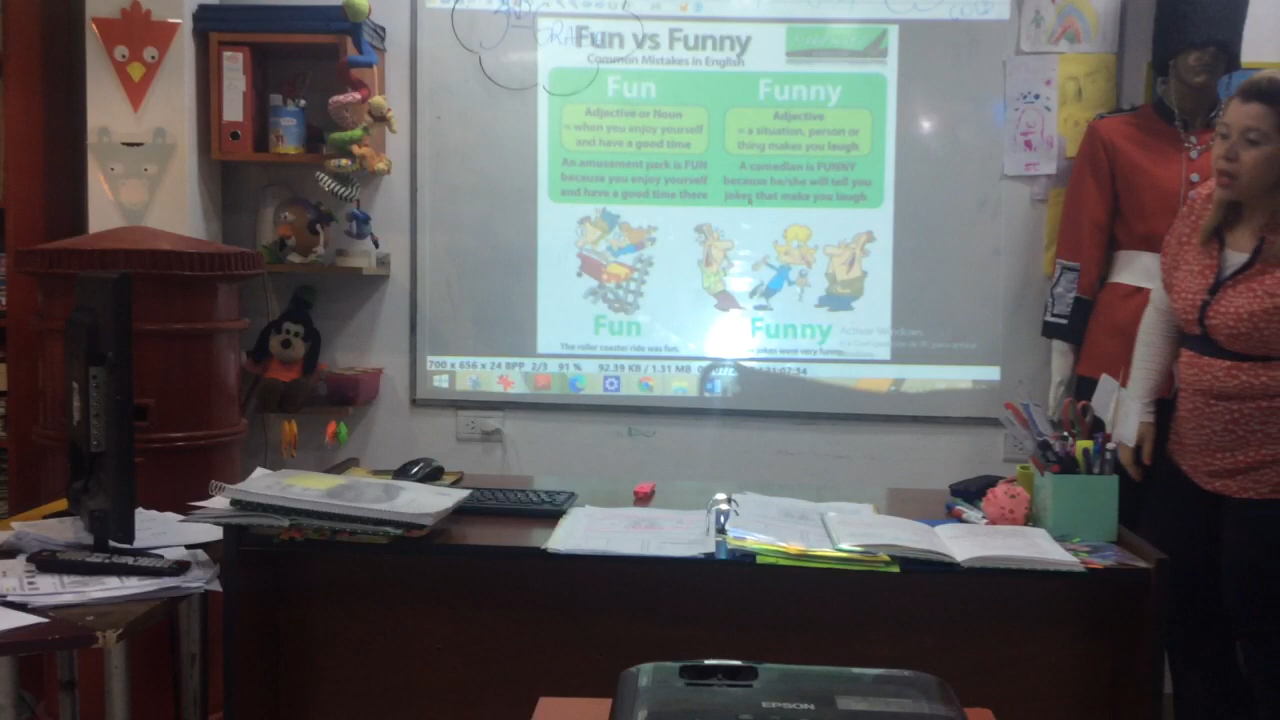 Fun vs Funny
Common Mistakes in English
Fun
Adjective or Noun
= when you enjoy yourself
and have a good time
An amusement park is FUN
because you enjoy yourself
and have a good time there
Funny
Adjective
= a situation, person or
thing makes you laugh
A comedian is FUNNY
because he/she will tell you
jokes that make you laugh
Fun
The roller coaster ride was fun.
Funny
jokes were very funny.
Activar Windows
700 x 656 x 24 BPP 2/3 91 % 92.39 KB / 1.31 MB
EPSON